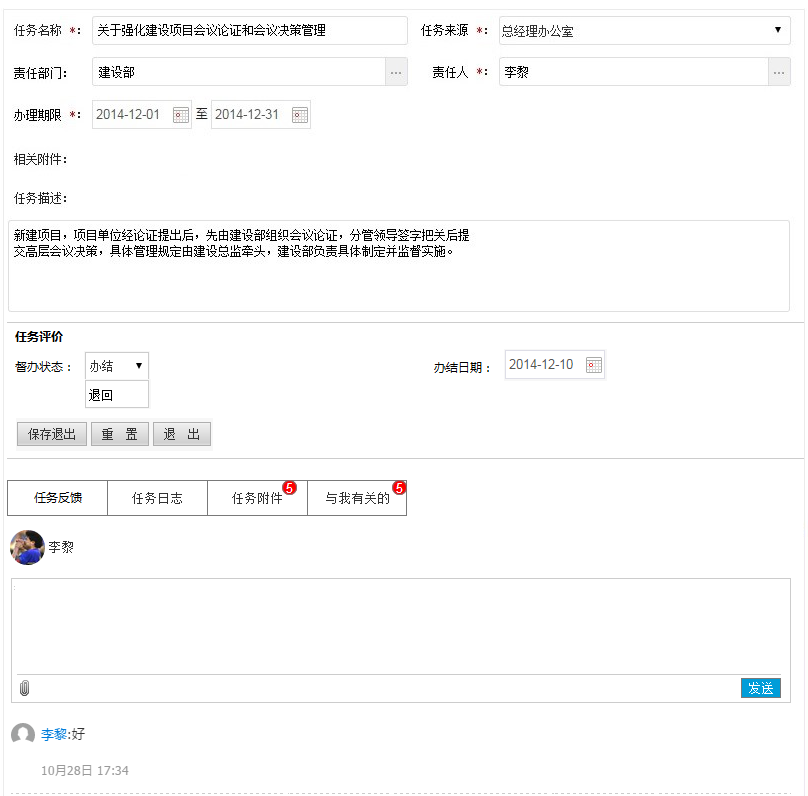 任务名称 *: 关于强化建设项目会议论证和会议决策管理 任务来源 *: 总经理办公室
责任部门: 建设部 ... 责任人 *: 李黎 ...
办理期限 *: 2014-12-01 至 2014-12-31
相关附件:
任务描述:
新建项目，项目单位经论证提出后，先由建设部组织会议论证，分管领导签字把关后提
交高层会议决策，具体管理规定由建设总监牵头，建设部负责具体制定并监督实施。
任务评价
督办状态： 办结 办结日期： 2014-12-10
退回
保存退出 重 置 退 出
任务反馈 任务日志 任务附件 5 与我有关的 5
李黎
发送
李黎:好
10月28日 17:34